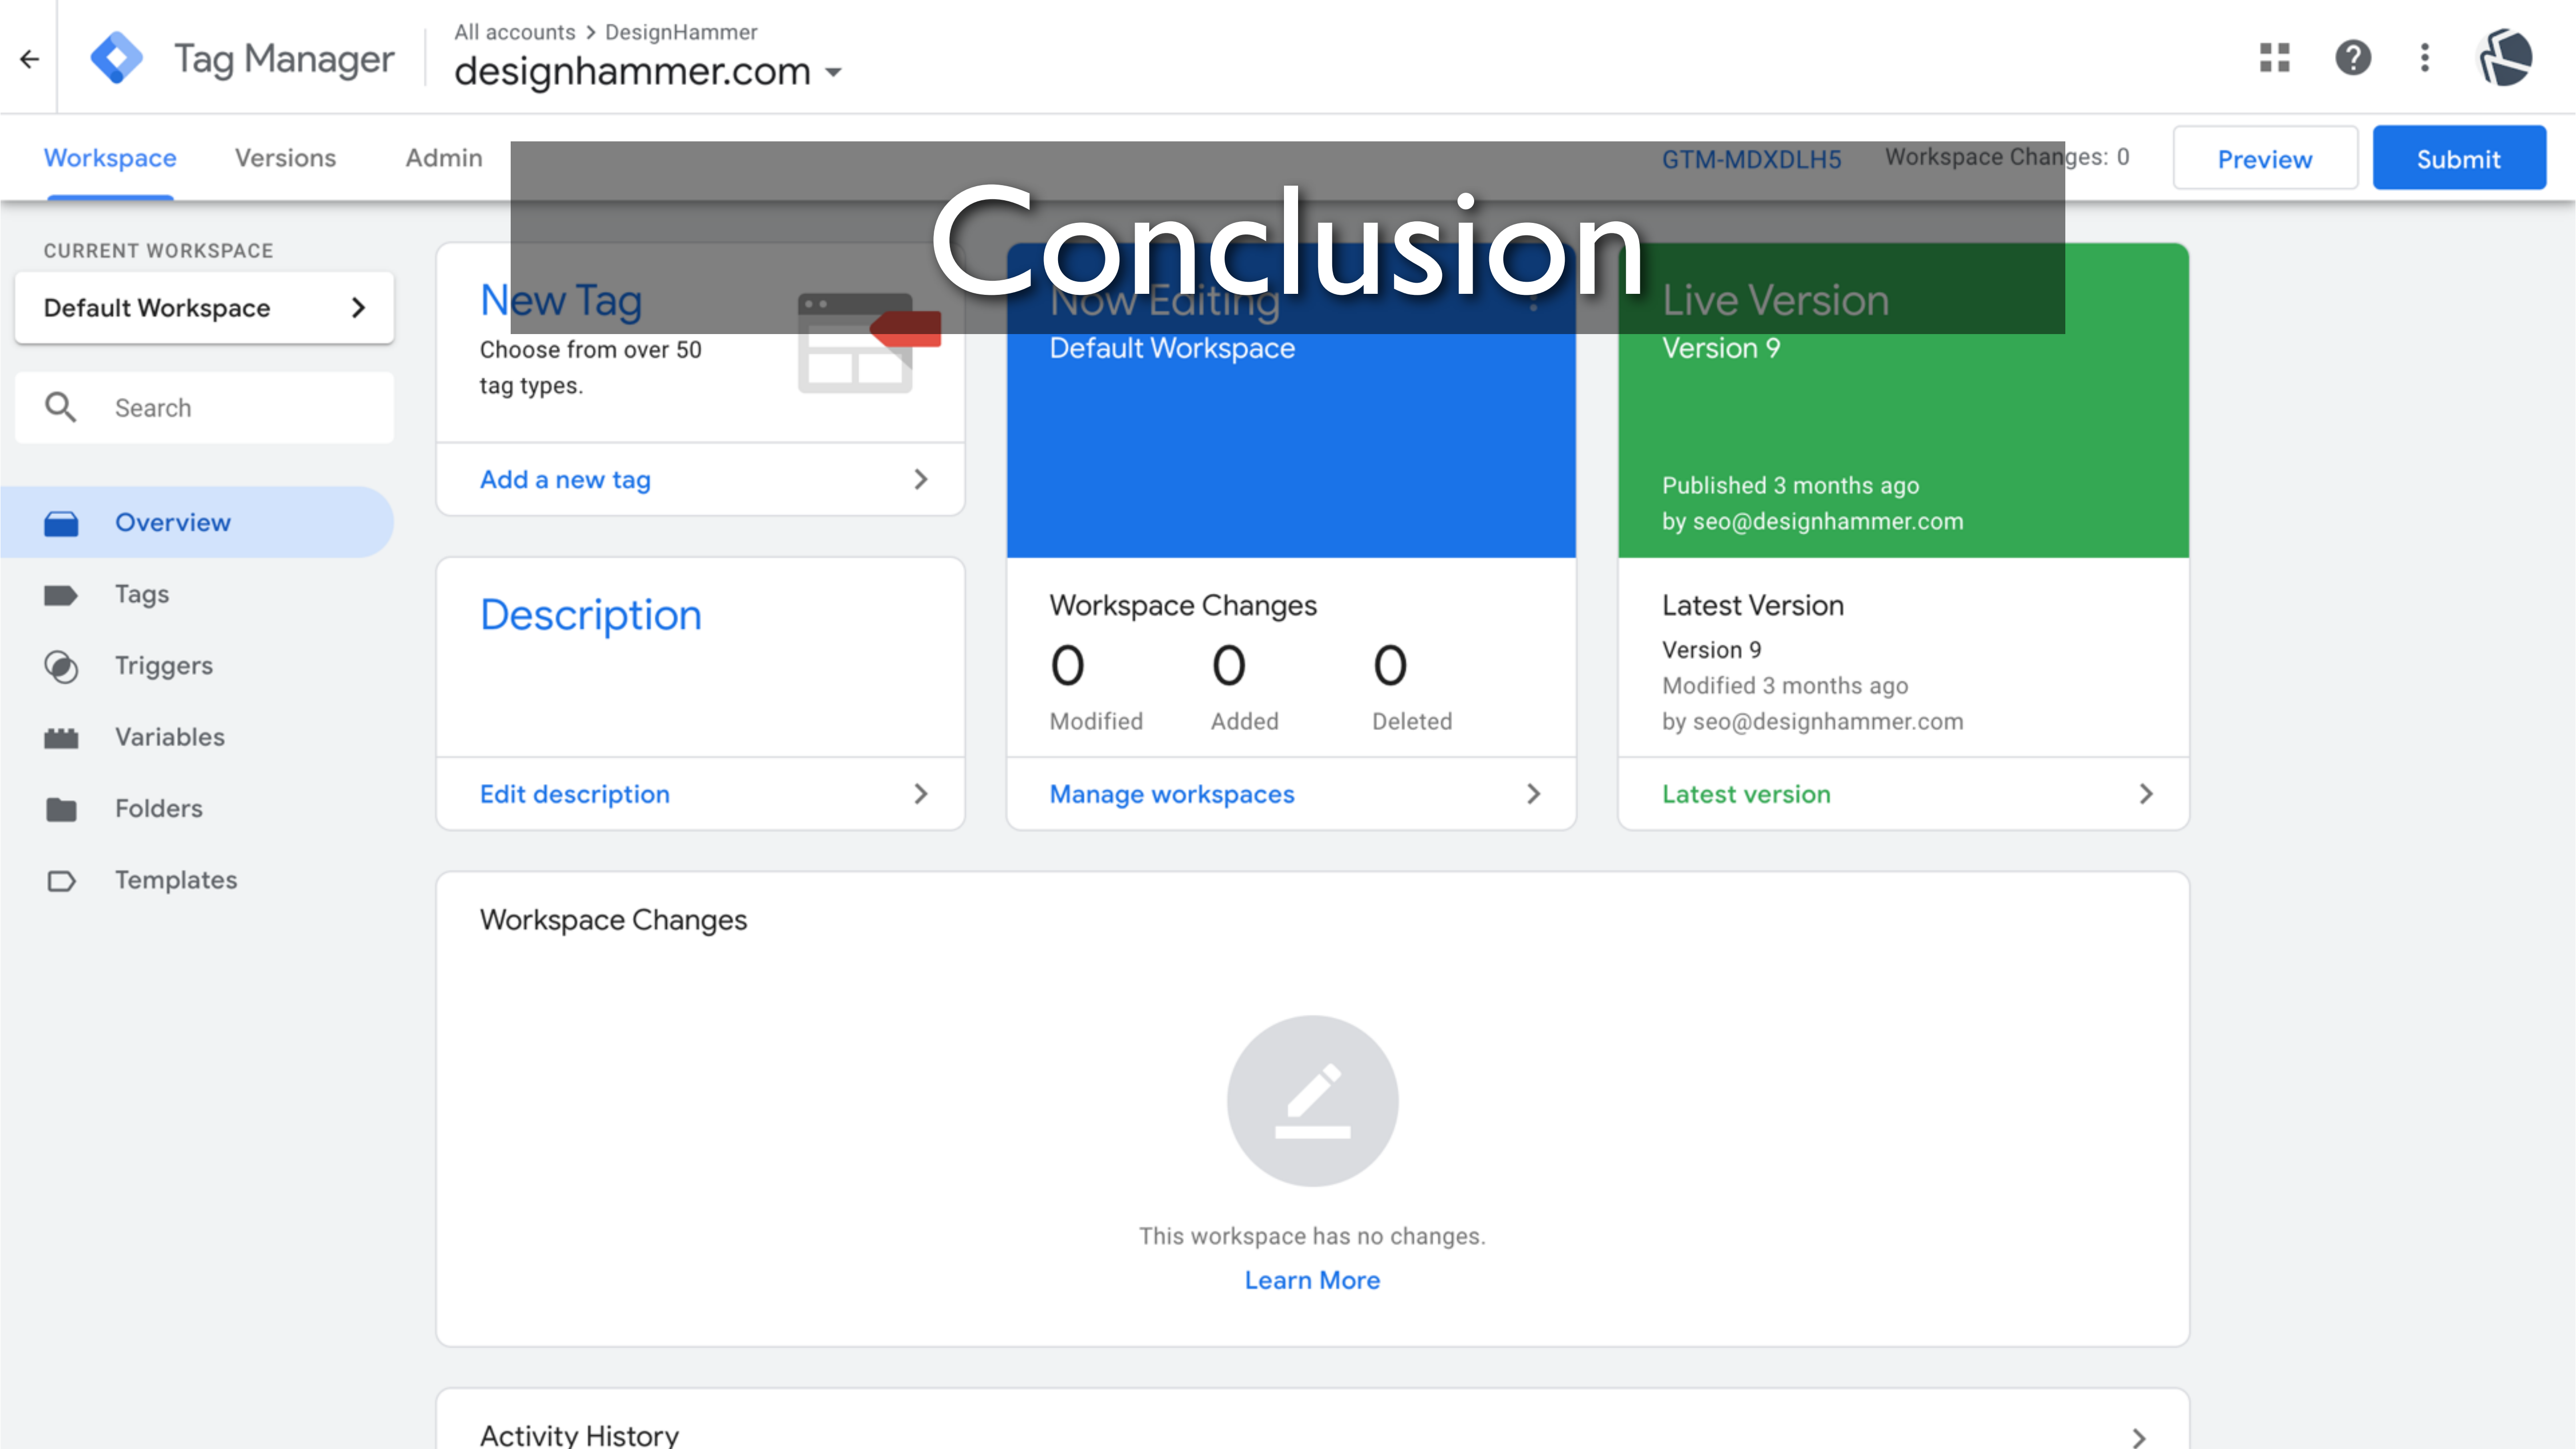 All accounts > DesignHammer
Tag Manager
designhammer.com
Workspace
Versions
Admin
GTM-MDXDLH5
Workspace Changes: 0
Preview
Submit
Conclusion
CURRENT WORKSPACE
Default Workspace
Search
Overview
Tags
Triggers
Variables
Folders
Templates
New Tag
Choose from over 50
tag types.
Add a new tag
Description
Edit description
Now Editing
Default Workspace
Workspace Changes
0 0 0
Modified Added Deleted
Manage workspaces
Live Version
Version 9
Published 3 months ago
by seo@designhammer.com
Latest Version
Version 9
Modified 3 months ago
by seo@designhammer.com
Latest version
Workspace Changes
This workspace has no changes.
Learn More
Activity History